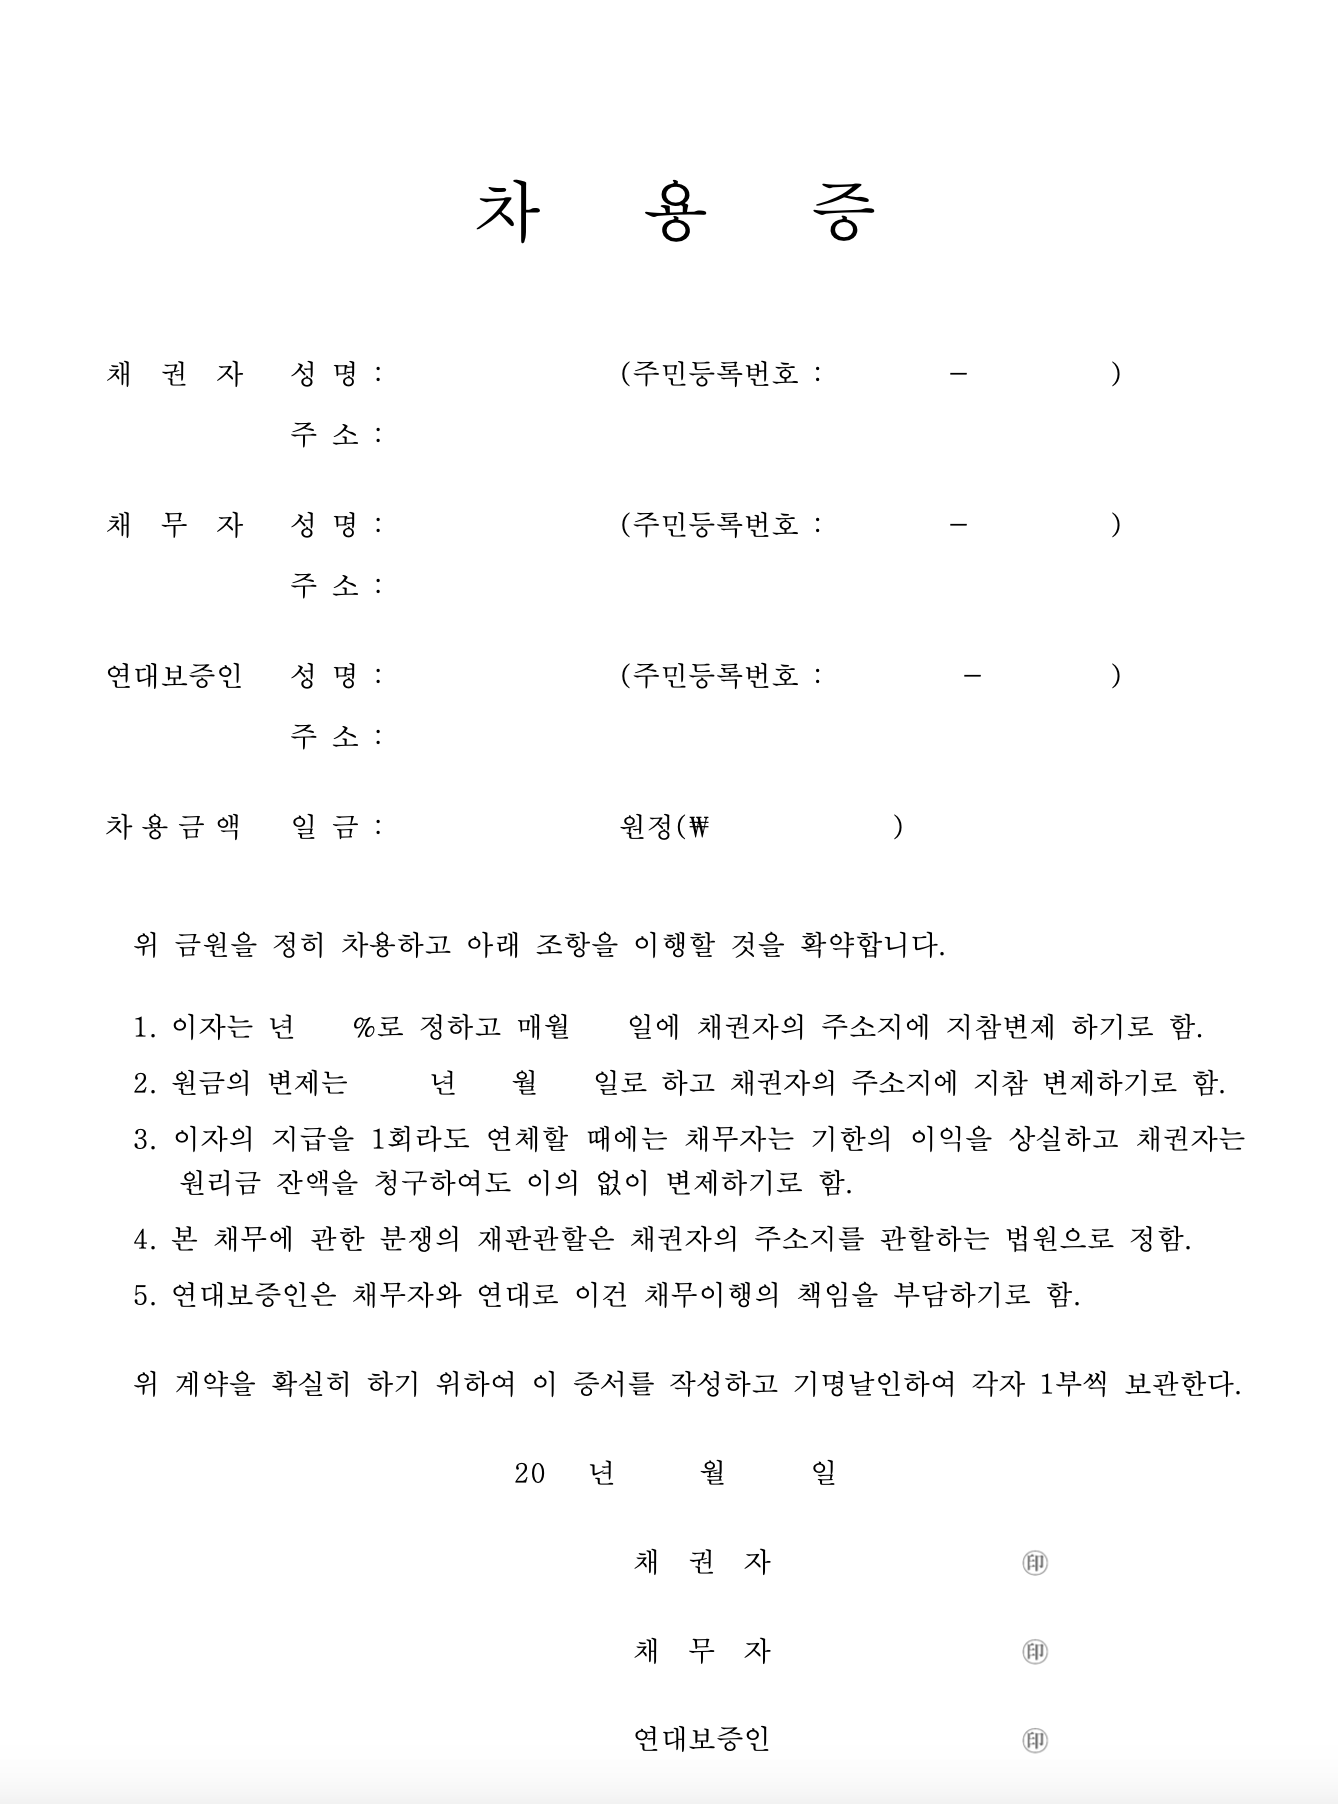 차 용 증
채 권 자 성 명 : (주민등록번호 : - )
주 소 :
채 무 자 성 명 : (주민등록번호 : - )
주 소 :
연대보증인 성 명 : (주민등록번호 : - )
주 소 :
차 용 금 액 일 금 : 원정(₩ )
위 금원을 정히 차용하고 아래 조항을 이행할 것을 확약합니다.
1. 이자는 년 %로 정하고 매월 일에 채권자의 주소지에 지참변제 하기로 함.
2. 원금의 변제는 년 월 일로 하고 채권자의 주소지에 지참 변제하기로 함.
3. 이자의 지급을 1회라도 연체할 때에는 채무자는 기한의 이익을 상실하고 채권자는
원리금 잔액을 청구하여도 이의 없이 변제하기로 함.
4. 본 채무에 관한 분쟁의 재판관할은 채권자의 주소지를 관할하는 법원으로 정함.
5. 연대보증인은 채무자와 연대로 이건 채무이행의 책임을 부담하기로 함.
위 계약을 확실히 하기 위하여 이 증서를 작성하고 기명날인하여 각자 1부씩 보관한다.
20 년 월 일
채 권 자 ㊞
채 무 자 ㊞
연대보증인 ㊞